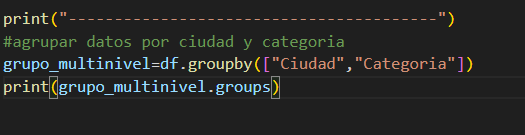 print("--------------------------------------")
#agrupar datos por ciudad y categoria
grupo_multinivel=df.groupby(["Ciudad","Categoria"])
print(grupo_multinivel.groups)